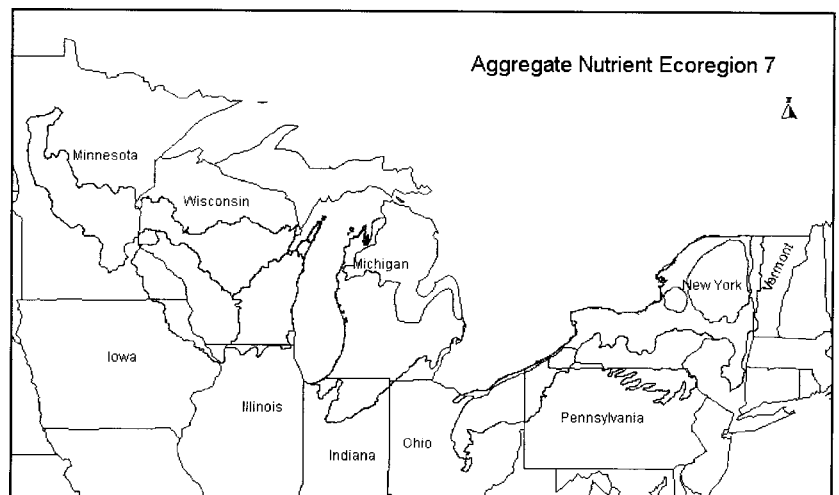 Aggregate Nutrient Ecoregion 7
Minnesota
Wisconsin
Michigan
New York
Vermont
Iowa
Illinois
Indiana
Ohio
Pennsylvania